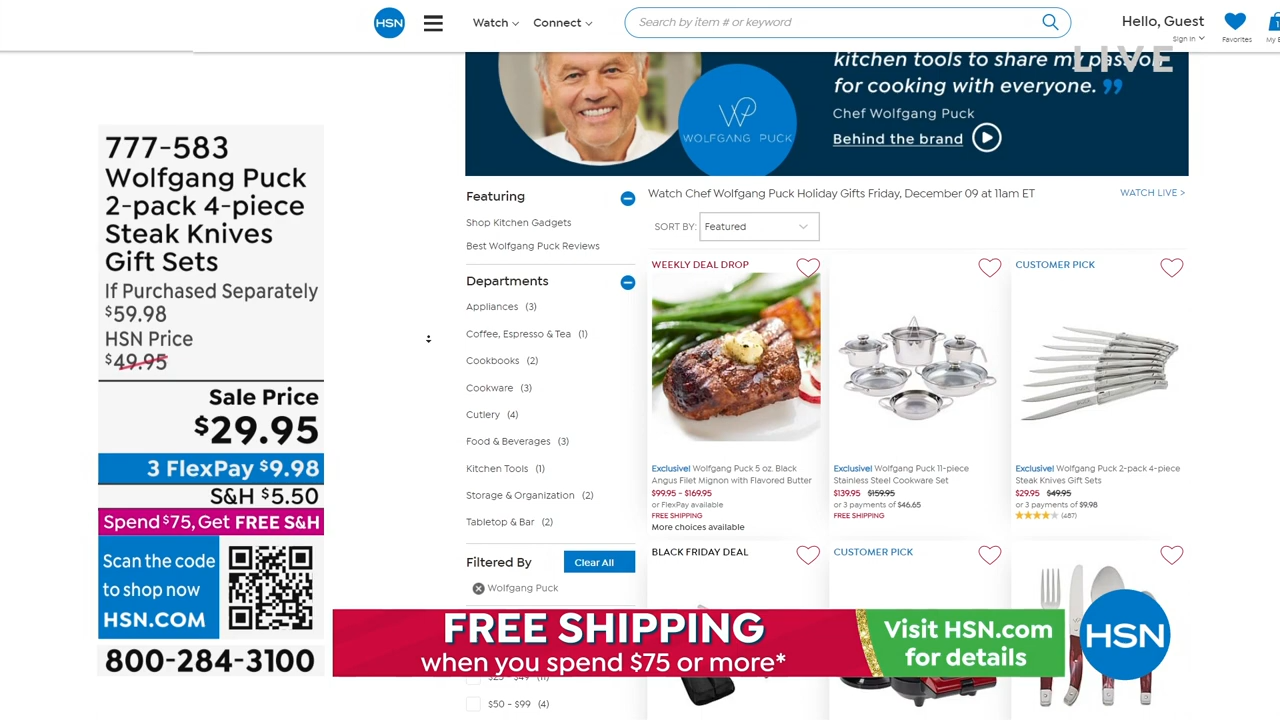 HSN
Watch
Connect
Search by item # or keyword
Hello, Guest
Sign In
Favorites
LIVE
kitchen tools to share my passion
for cooking with everyone. ”
Chef Wolfgang Puck
Behind the brand
WP
WOLFGANG PUCK
777-583
Wolfgang Puck
2-pack 4-piece
Steak Knives
Gift Sets
If Purchased Separately
$59.98
HSN Price
$49.95
Sale Price
$29.95
3 FlexPay $9.98
S&H $5.50
Spend $75, Get FREE S&H
Scan the code
to shop now
HSN.COM
800-284-3100
Featuring
Shop Kitchen Gadgets
Best Wolfgang Puck Reviews
Departments
Appliances (3)
Coffee, Espresso & Tea (1)
Cookbooks (2)
Cookware (3)
Cutlery (4)
Food & Beverages (3)
Kitchen Tools (1)
Storage & Organization (2)
Tabletop & Bar (2)
Filtered By
Clear All
Wolfgang Puck
$50 - $99 (4)
Watch Chef Wolfgang Puck Holiday Gifts Friday, December 09 at 11am ET
WATCH LIVE >
SORT BY: Featured
WEEKLY DEAL DROP
Exclusive! Wolfgang Puck 5 oz. Black
Angus Filet Mignon with Flavored Butter
$99.95 - $169.95
or FlexPay available
FREE SHIPPING
More choices available
Exclusive! Wolfgang Puck 11-piece
Stainless Steel Cookware Set
$139.95 $159.95
or 3 payments of $46.65
FREE SHIPPING
CUSTOMER PICK
Exclusive! Wolfgang Puck 2-pack 4-piece
Steak Knives Gift Sets
$29.95 $49.95
or 3 payments of $9.98
(487)
BLACK FRIDAY DEAL
CUSTOMER PICK
FREE SHIPPING
when you spend $75 or more*
Visit HSN.com
for details
HSN